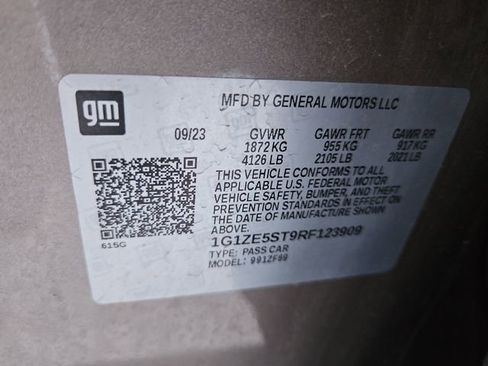 gm
MFD BY GENERAL MOTORS LLC
09/23 GVWR GAWR FRT GAWR RR
1872 KG 955 KG 917 KG
4126 LB 2105 LB 2021 LB
THIS VEHICLE CONFORMS TO ALL
APPLICABLE U.S. FEDERAL MOTOR
VEHICLE SAFETY, BUMPER, AND THEFT
PREVENTION STANDARDS IN EFFECT ON
THE DATE OF MANUFACTURE SHOWN
ABOVE.
615G
1G1ZE5ST9RF123909
TYPE: PASS CAR
MODEL: 991ZF69